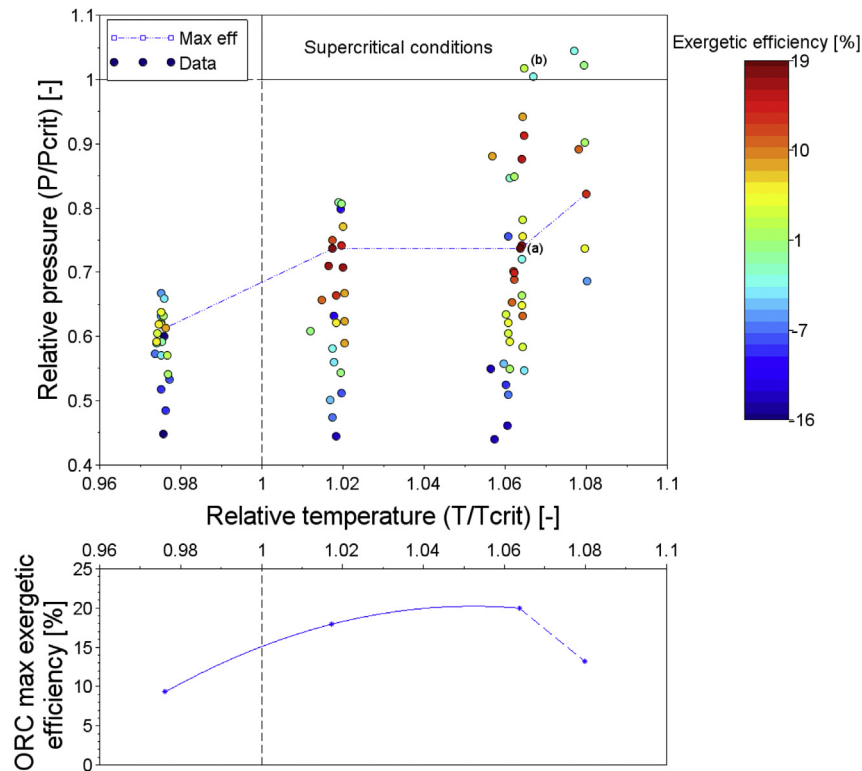 Max eff
Data
Supercritical conditions
(b)
(a)
1.1
1
0.9
0.8
0.7
0.6
0.5
0.4
Relative pressure (P/Pcrit) [-]
0.96 0.98 1 1.02 1.04 1.06 1.08 1.1
Relative temperature (T/Tcrit) [-]
Exergetic efficiency [%]
19
10
1
-7
-16
0.96 0.98 1 1.02 1.04 1.06 1.08 1.1
25
20
15
10
5
0
ORC max exergetic
efficiency [%]